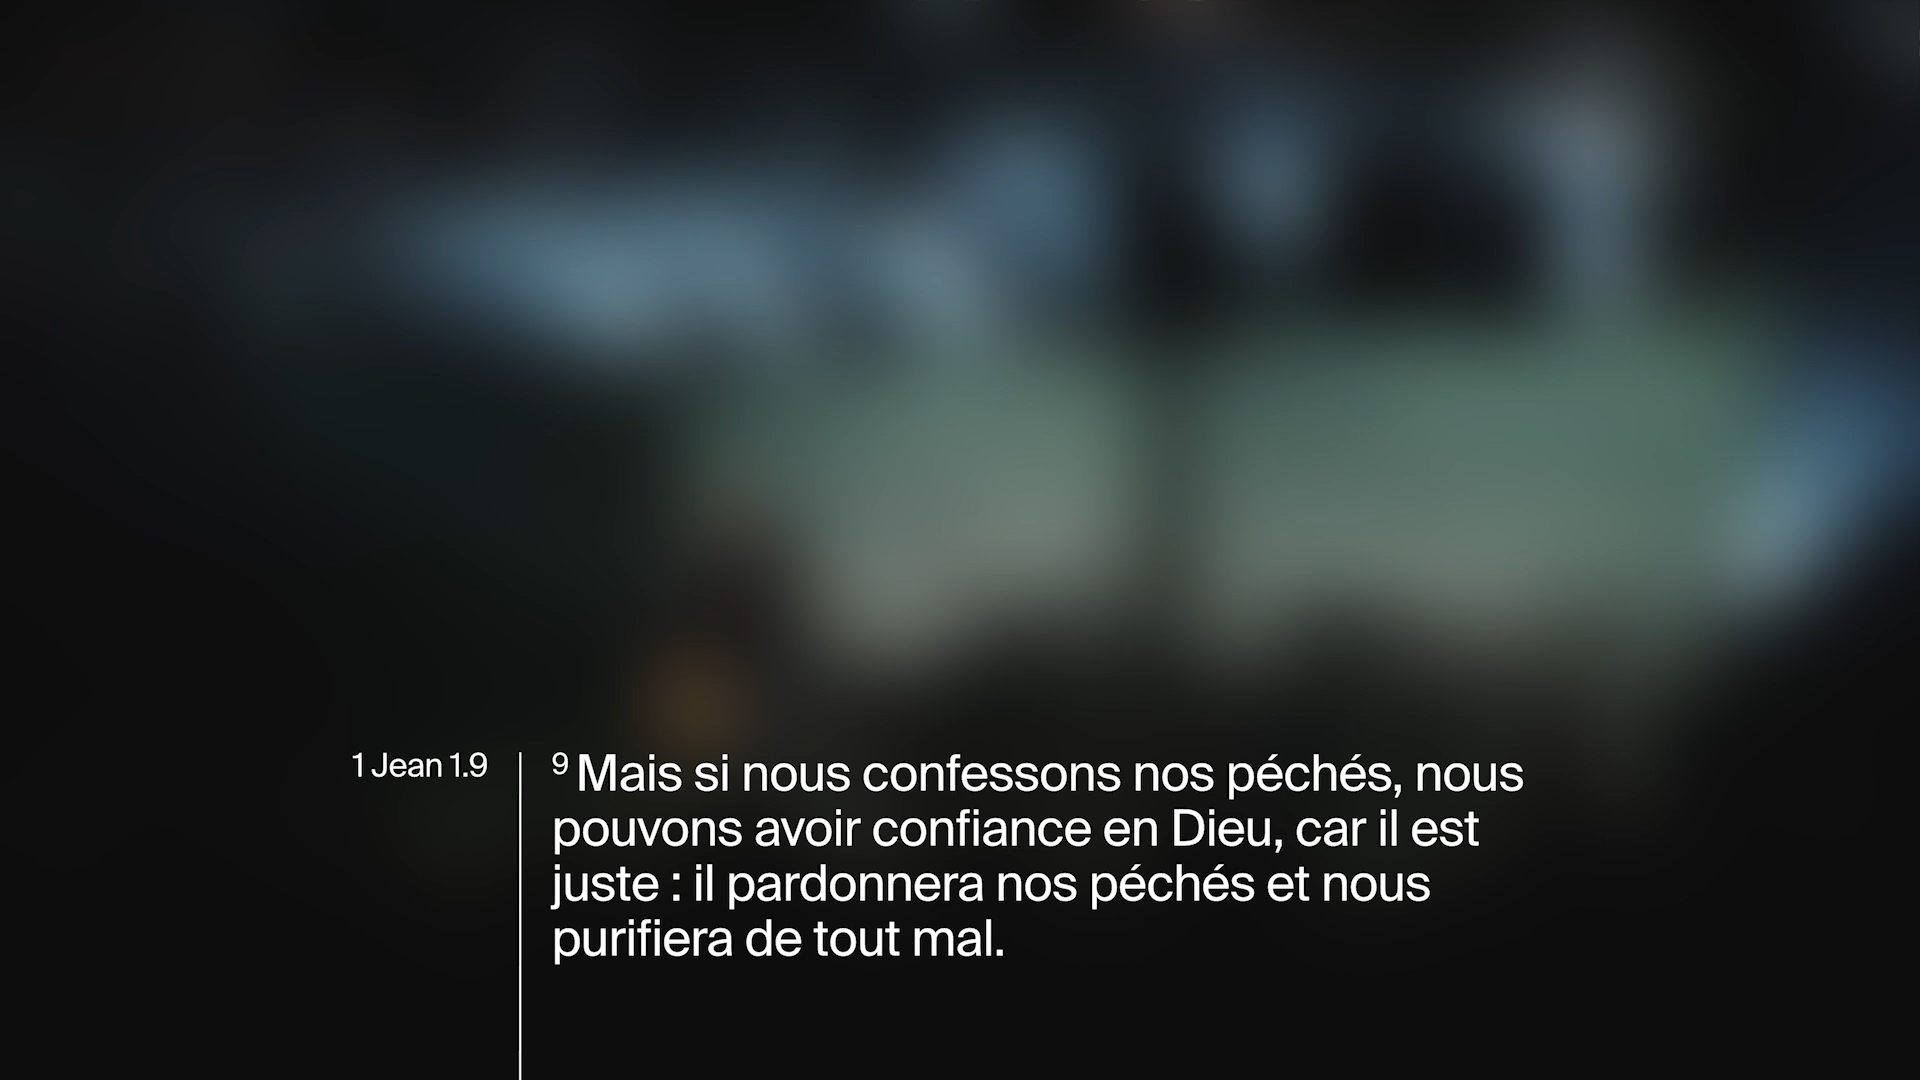 1 Jean 1.9
9 Mais si nous confessons nos péchés, nous
pouvons avoir confiance en Dieu, car il est
juste : il pardonnera nos péchés et nous
purifiera de tout mal.